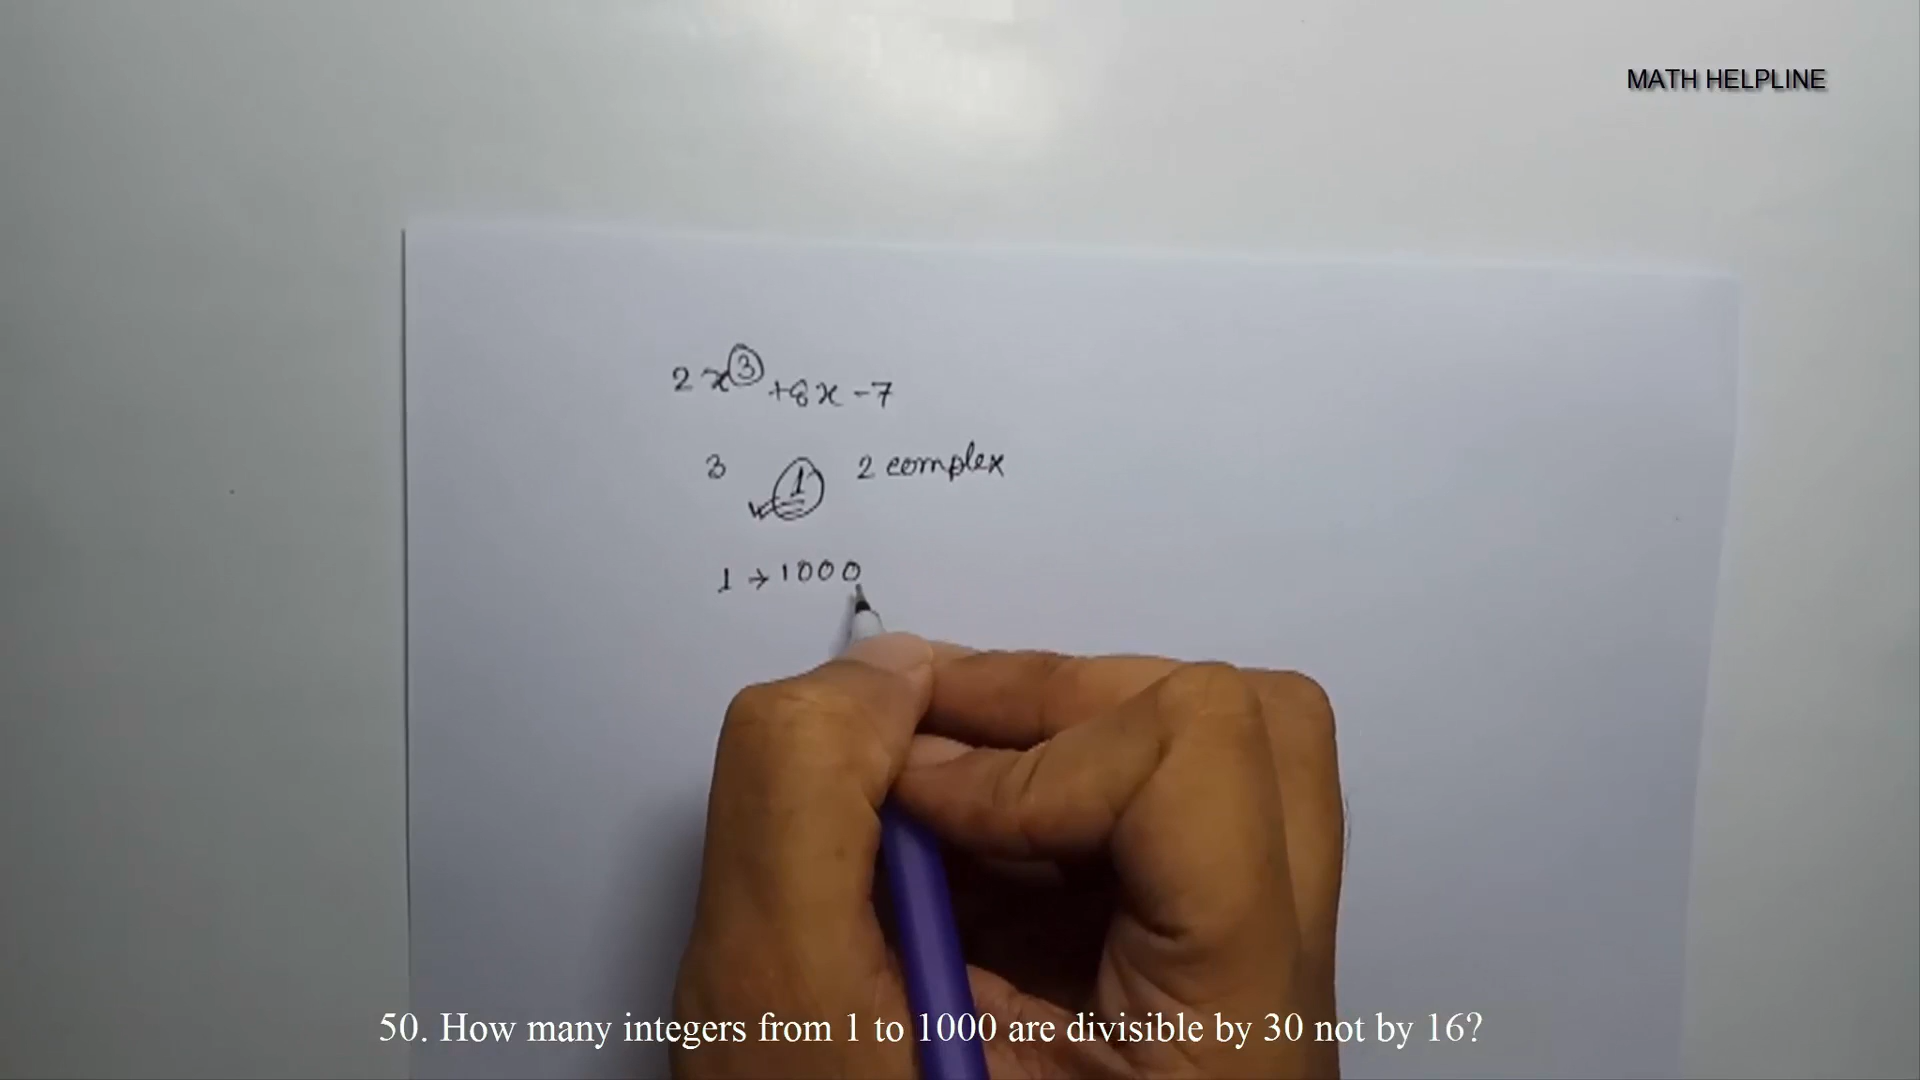 MATH HELPLINE
2x³ +8x -7
3 1 2 complex
1 → 1000
50. How many integers from 1 to 1000 are divisible by 30 not by 16?